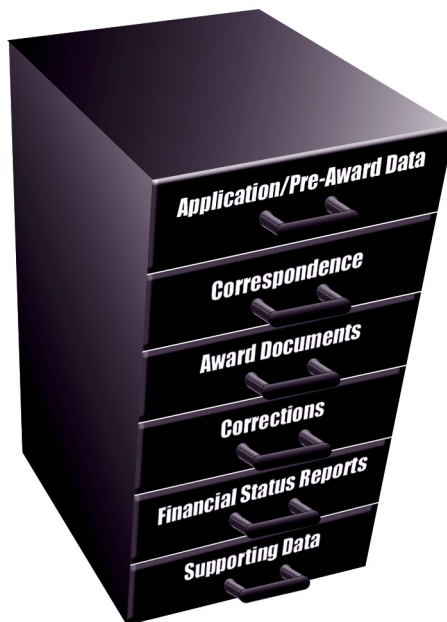 Application/Pre-Award Data
Correspondence
Award Documents
Corrections
Financial Status Reports
Supporting Data